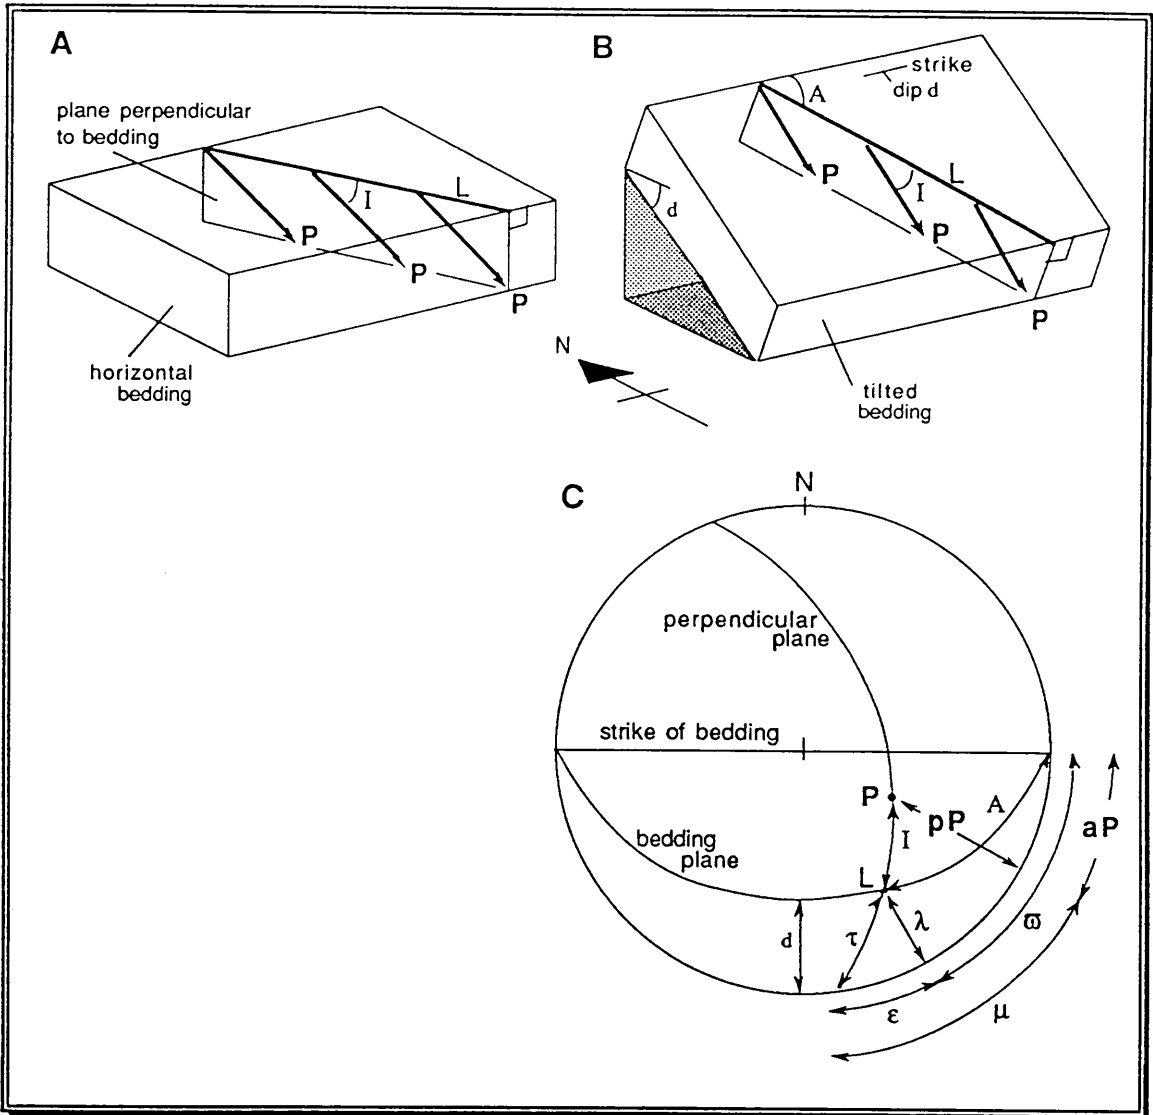 A
plane perpendicular
to bedding
L
I
P
P
P
horizontal
bedding
B
strike
dip d
A
P
L
I
d
P
P
N
tilted
bedding
C
N
perpendicular
plane
strike of bedding
P
A
pP
aP
I
bedding
plane
L
d
τ
λ
ϖ
ε
μ